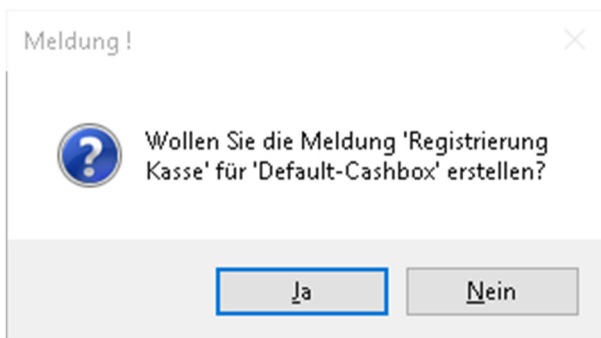 Meldung !
Wollen Sie die Meldung 'Registrierung
Kasse' für 'Default-Cashbox' erstellen?
Ja
Nein